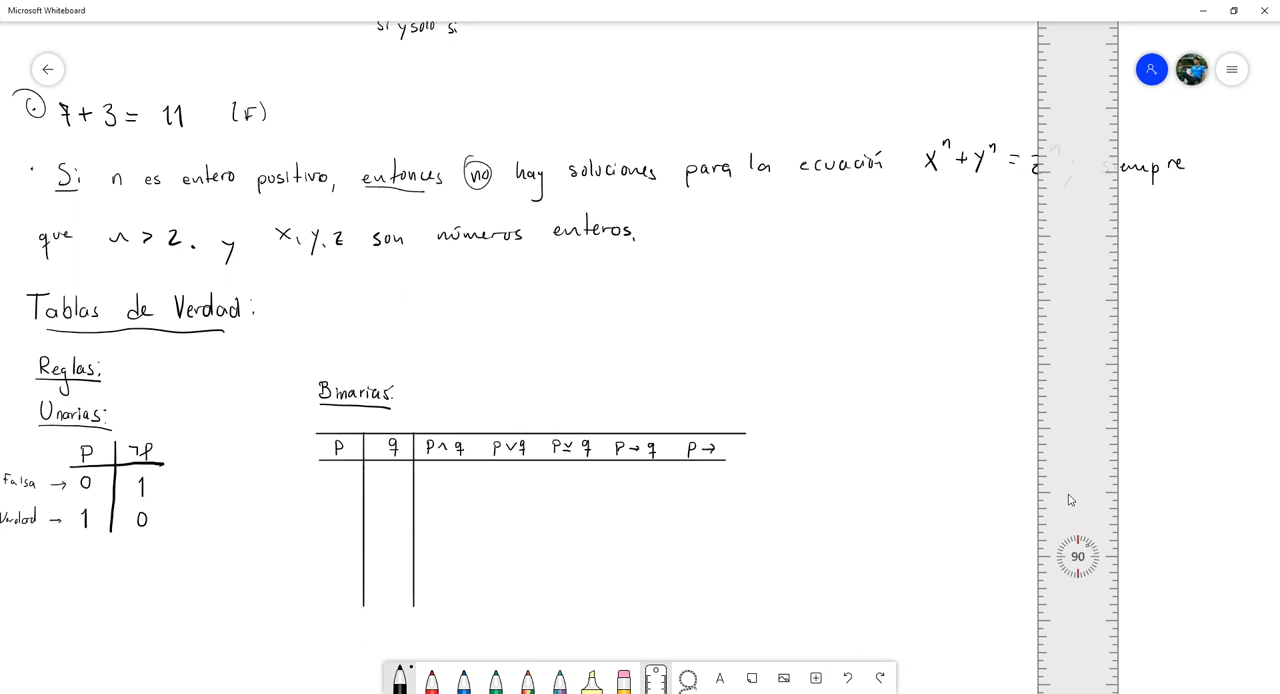 Microsoft Whiteboard
si y solo si
7 + 3 = 11 (F)
· Si n es entero positivo, entonces no hay soluciones para la ecuación x^n + y^n = z^n, siempre
que n > 2. y x, y, z son números enteros.
Tablas de Verdad:
Reglas:
Unarias:
P ¬P
Falsa → 0 1
Verdad → 1 0
Binarias:
P q P ∧ q P ∨ q P ⊻ q P → q P →
90
A